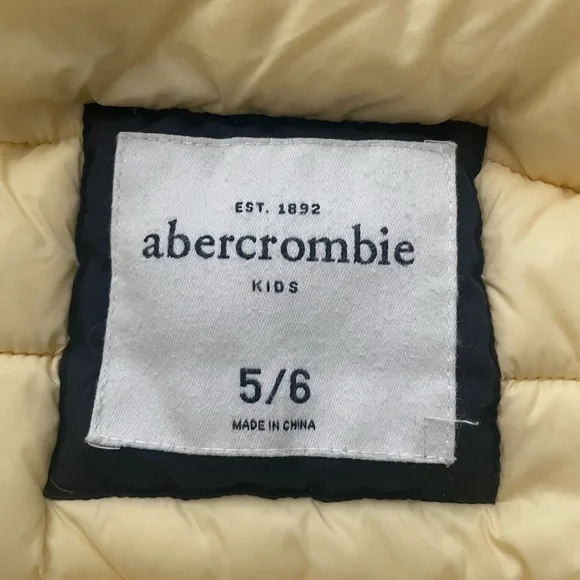 EST. 1892
abercrombie
KIDS
5/6
MADE IN CHINA